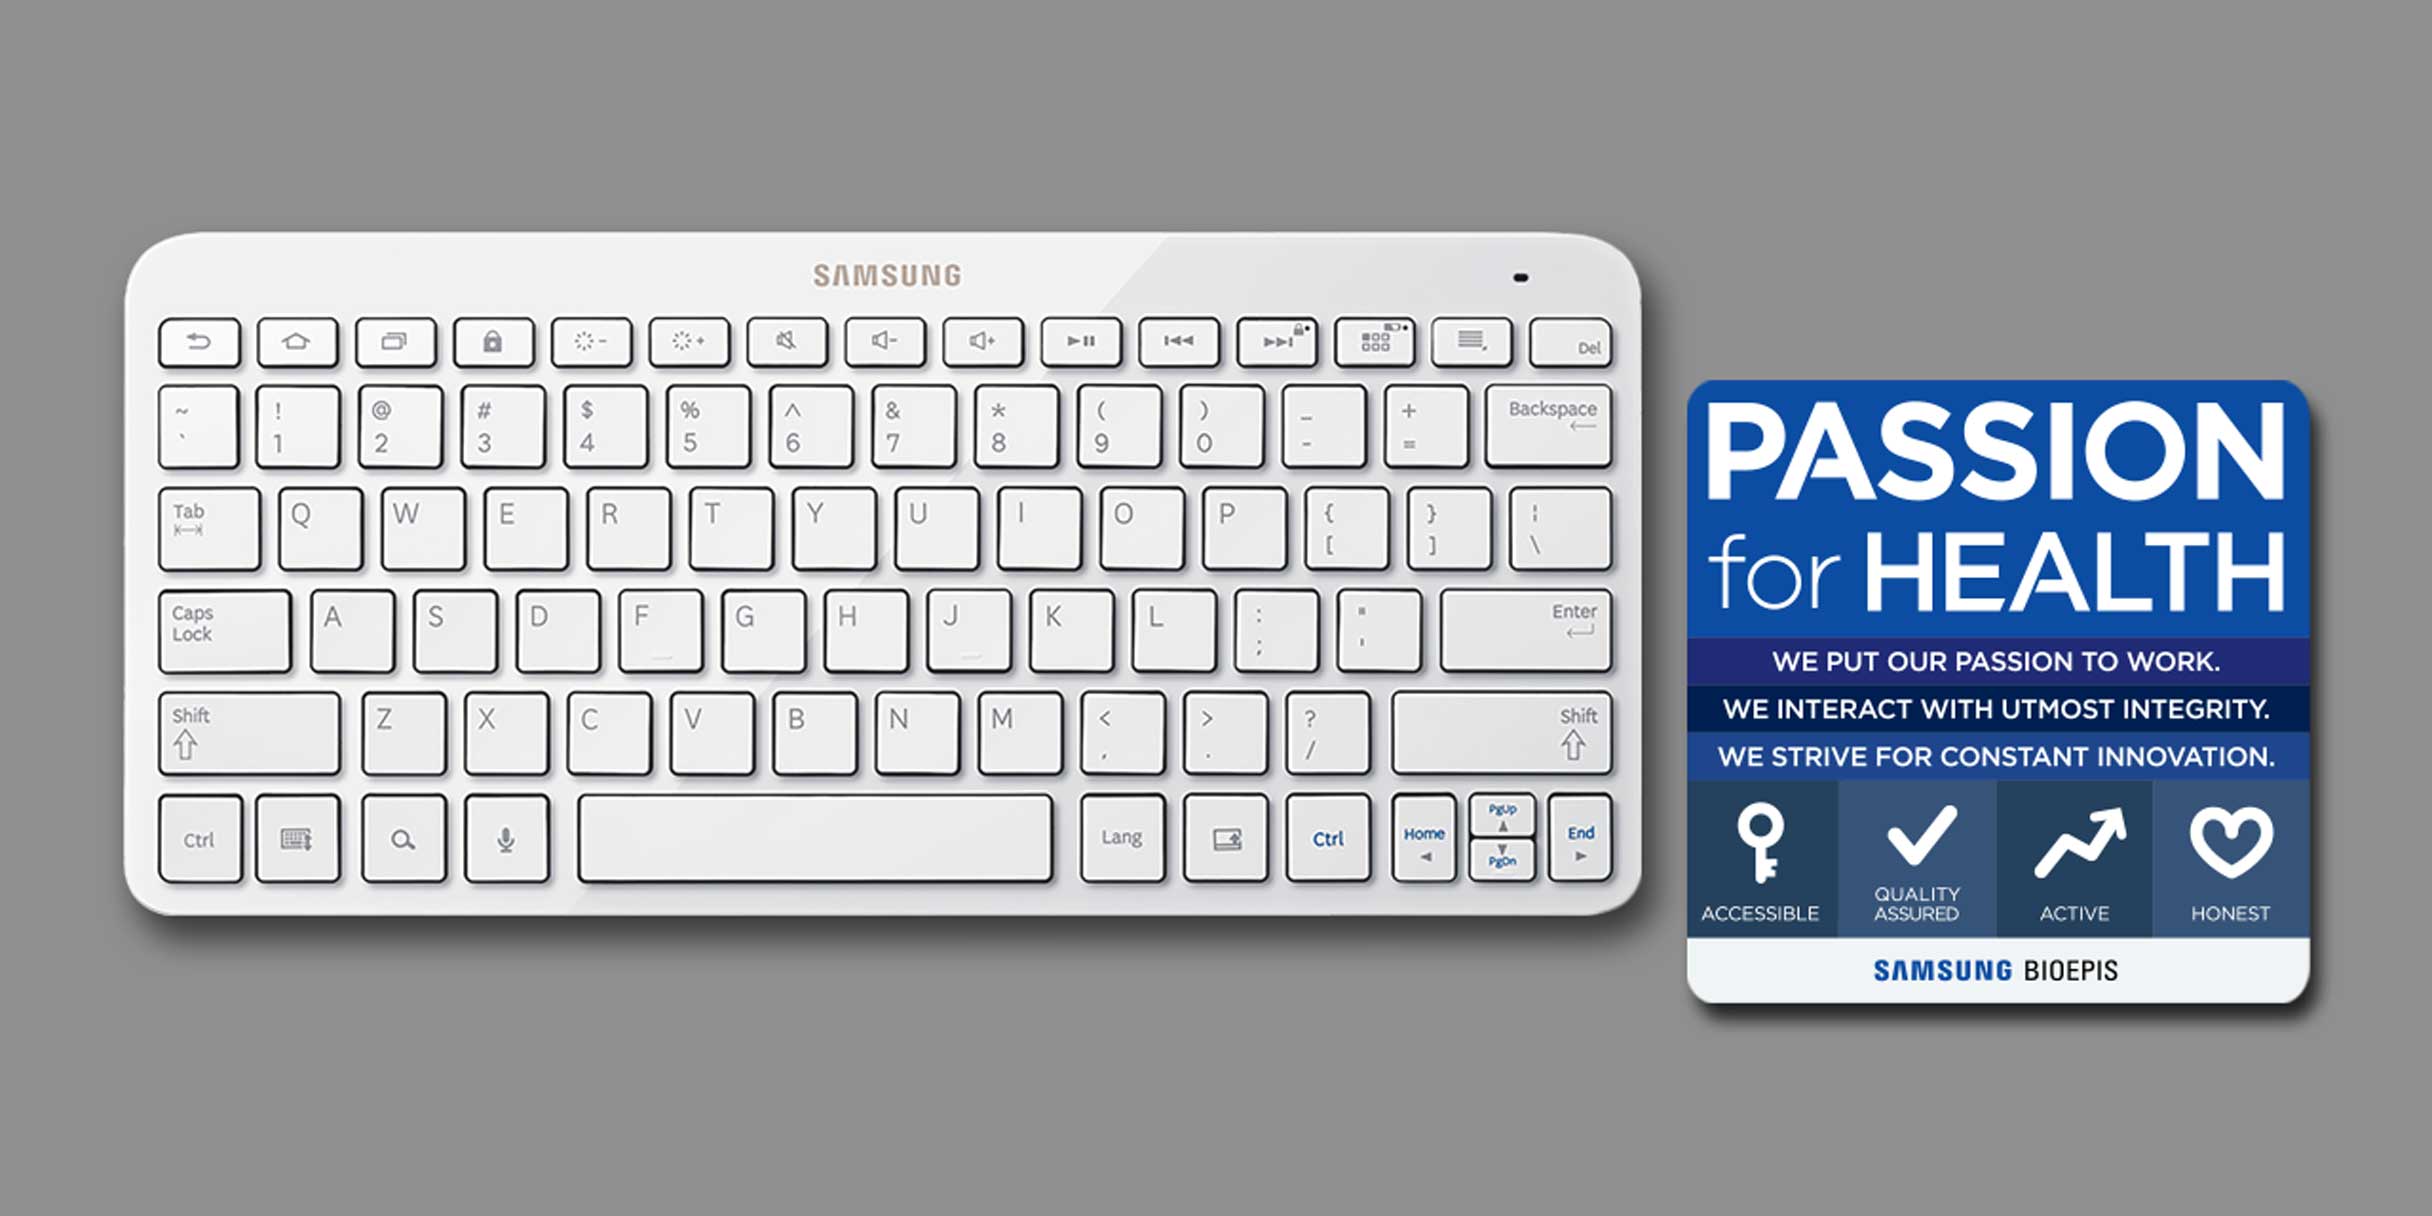 SAMSUNG
Del
~ ! @ # $ % ^ & * ( ) _ + Backspace
` 1 2 3 4 5 6 7 8 9 0 - =
Tab Q W E R T Y U I O P { } ¦
[ ] \
Caps Lock A S D F G H J K L : " Enter
; '
Shift Z X C V B N M < > ? Shift
, . /
Ctrl Lang Ctrl Home PgUp End
PgDn
PASSION
for HEALTH
WE PUT OUR PASSION TO WORK.
WE INTERACT WITH UTMOST INTEGRITY.
WE STRIVE FOR CONSTANT INNOVATION.
ACCESSIBLE
QUALITY
ASSURED
ACTIVE
HONEST
SAMSUNG BIOEPIS